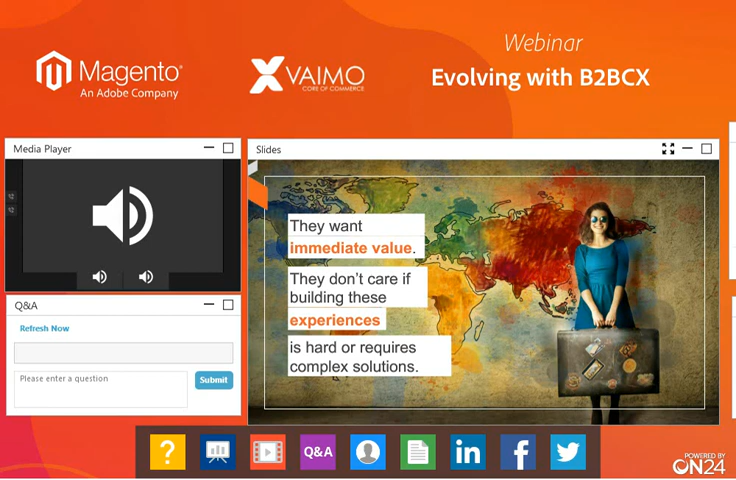 Magento®
An Adobe Company
VAIMO
CORE OF COMMERCE
Webinar
Evolving with B2BCX
Media Player
Slides
They want
immediate value.
They don't care if
building these
experiences
is hard or requires
complex solutions.
Q&A
Refresh Now
Please enter a question
Submit
?
Q&A
in
f
POWERED BY
ON24